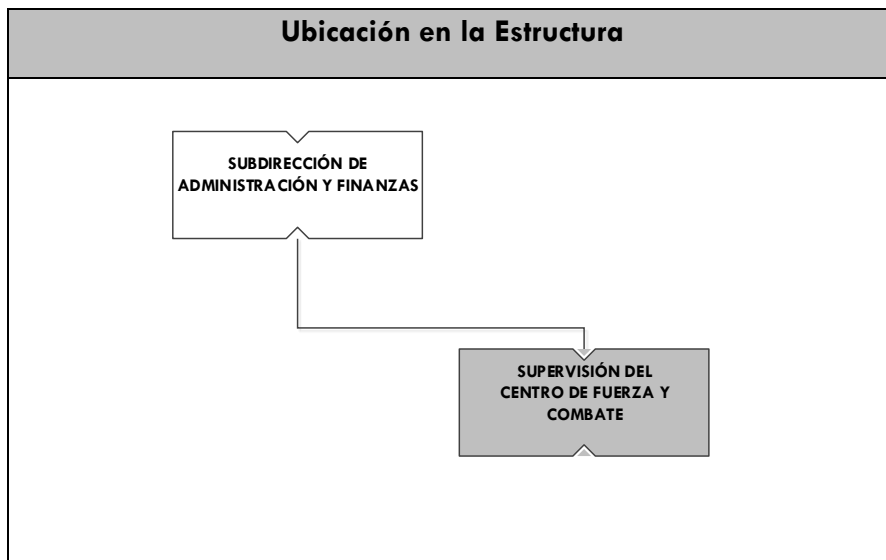 Ubicación en la Estructura
SUBDIRECCIÓN DE
ADMINISTRACIÓN Y FINANZAS
SUPERVISIÓN DEL
CENTRO DE FUERZA Y
COMBATE